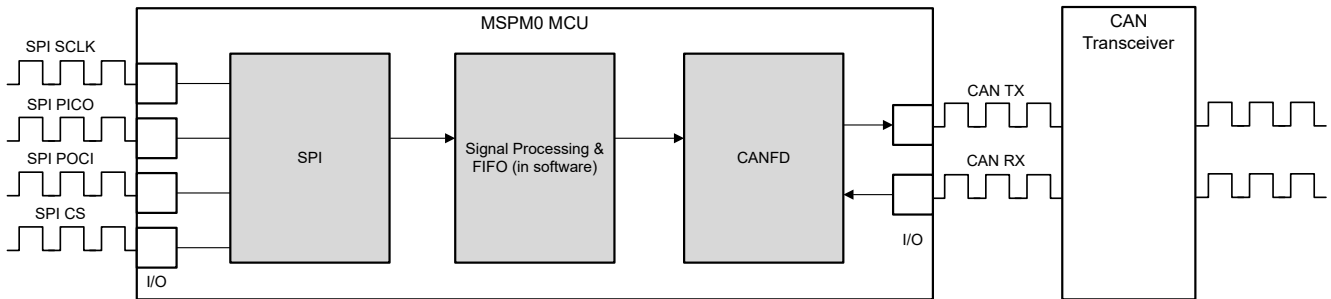 MSPM0 MCU
CAN
Transceiver
SPI SCLK
SPI PICO
SPI POCI
SPI CS
I/O
SPI
Signal Processing &
FIFO (in software)
CANFD
I/O
CAN TX
CAN RX